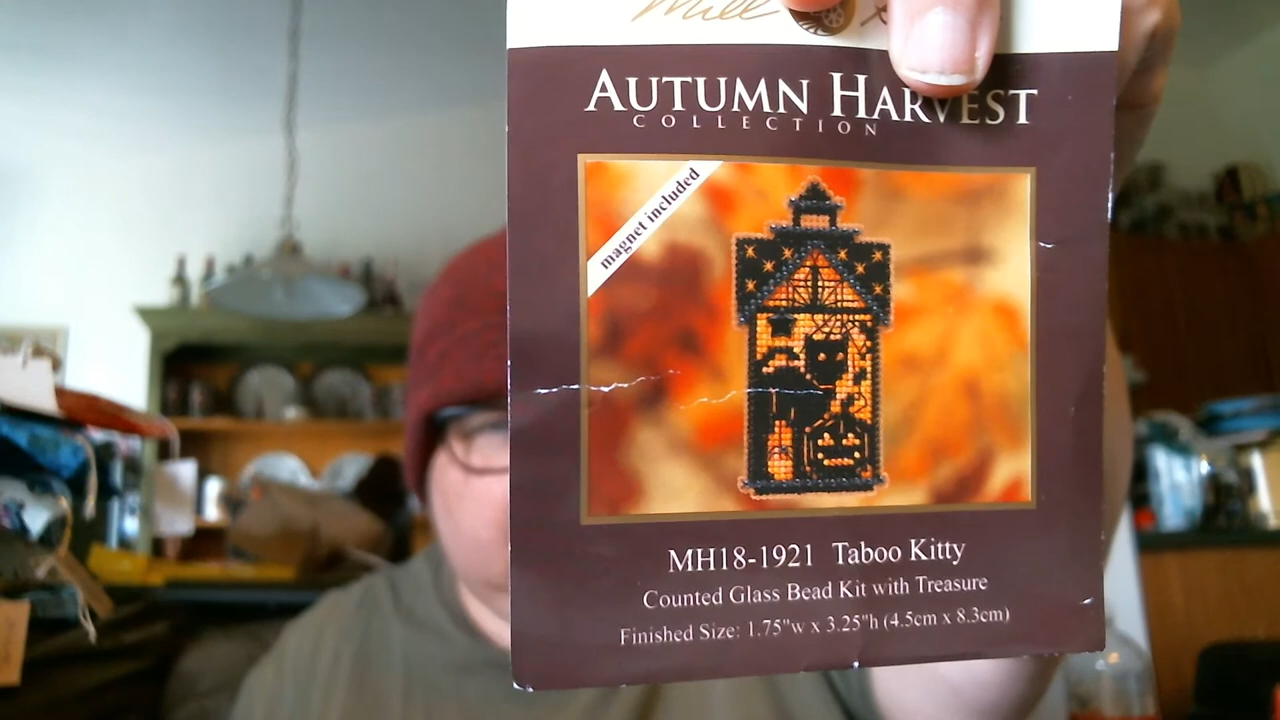 Mill
AUTUMN HARVEST
COLLECTION
magnet included
MH18-1921 Taboo Kitty
Counted Glass Bead Kit with Treasure
Finished Size: 1.75"w x 3.25"h (4.5cm x 8.3cm)